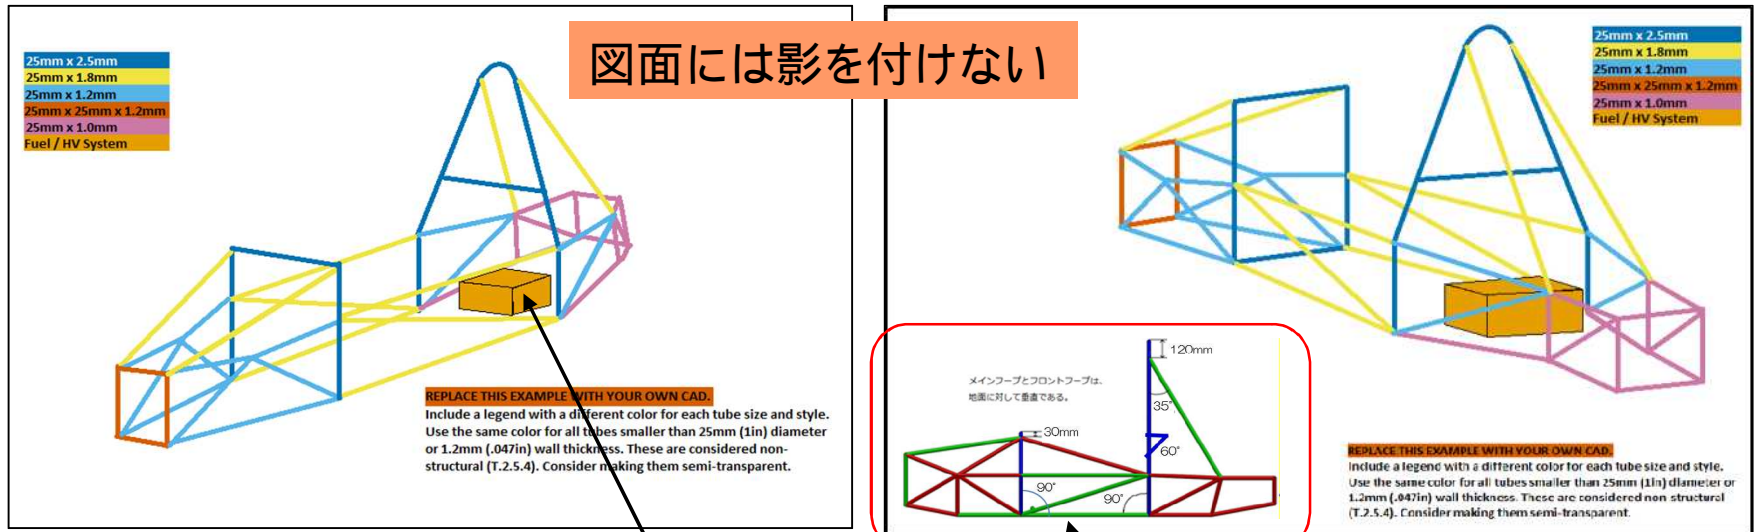 図面には影を付けない
25mm x 2.5mm
25mm x 1.8mm
25mm x 1.2mm
25mm x 25mm x 1.2mm
25mm x 1.0mm
Fuel / HV System
REPLACE THIS EXAMPLE WITH YOUR OWN CAD.
Include a legend with a different color for each tube size and style.
Use the same color for all tubes smaller than 25mm (1in) diameter
or 1.2mm (.047in) wall thickness. These are considered non-
structural (T.2.5.4). Consider making them semi-transparent.
25mm x 2.5mm
25mm x 1.8mm
25mm x 1.2mm
25mm x 25mm x 1.2mm
25mm x 1.0mm
Fuel / HV System
メインフープとフロントフープは、
地面に対して垂直である。
120mm
35°
30mm
60°
90°
90°
REPLACE THIS EXAMPLE WITH YOUR OWN CAD.
Include a legend with a different color for each tube size and style.
Use the same color for all tubes smaller than 25mm (1in) diameter or
1.2mm (.047in) wall thickness. These are considered non-structural
(T.2.5.4). Consider making them semi-transparent.